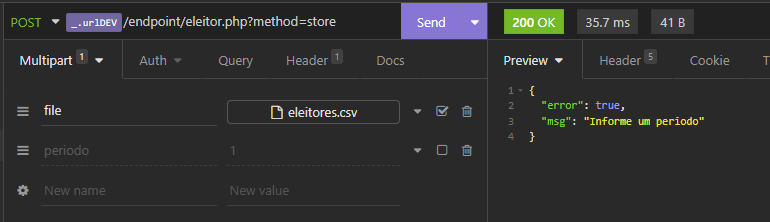 POST _.urlDEV /endpoint/eleitor.php?method=store Send 200 OK 35.7 ms 41 B
Multipart 1 Auth Query Header 1 Docs Preview Header 5 Cookie T
file eleitores.csv
periodo 1
New name New value
1 {
2 "error": true,
3 "msg": "Informe um periodo"
4 }